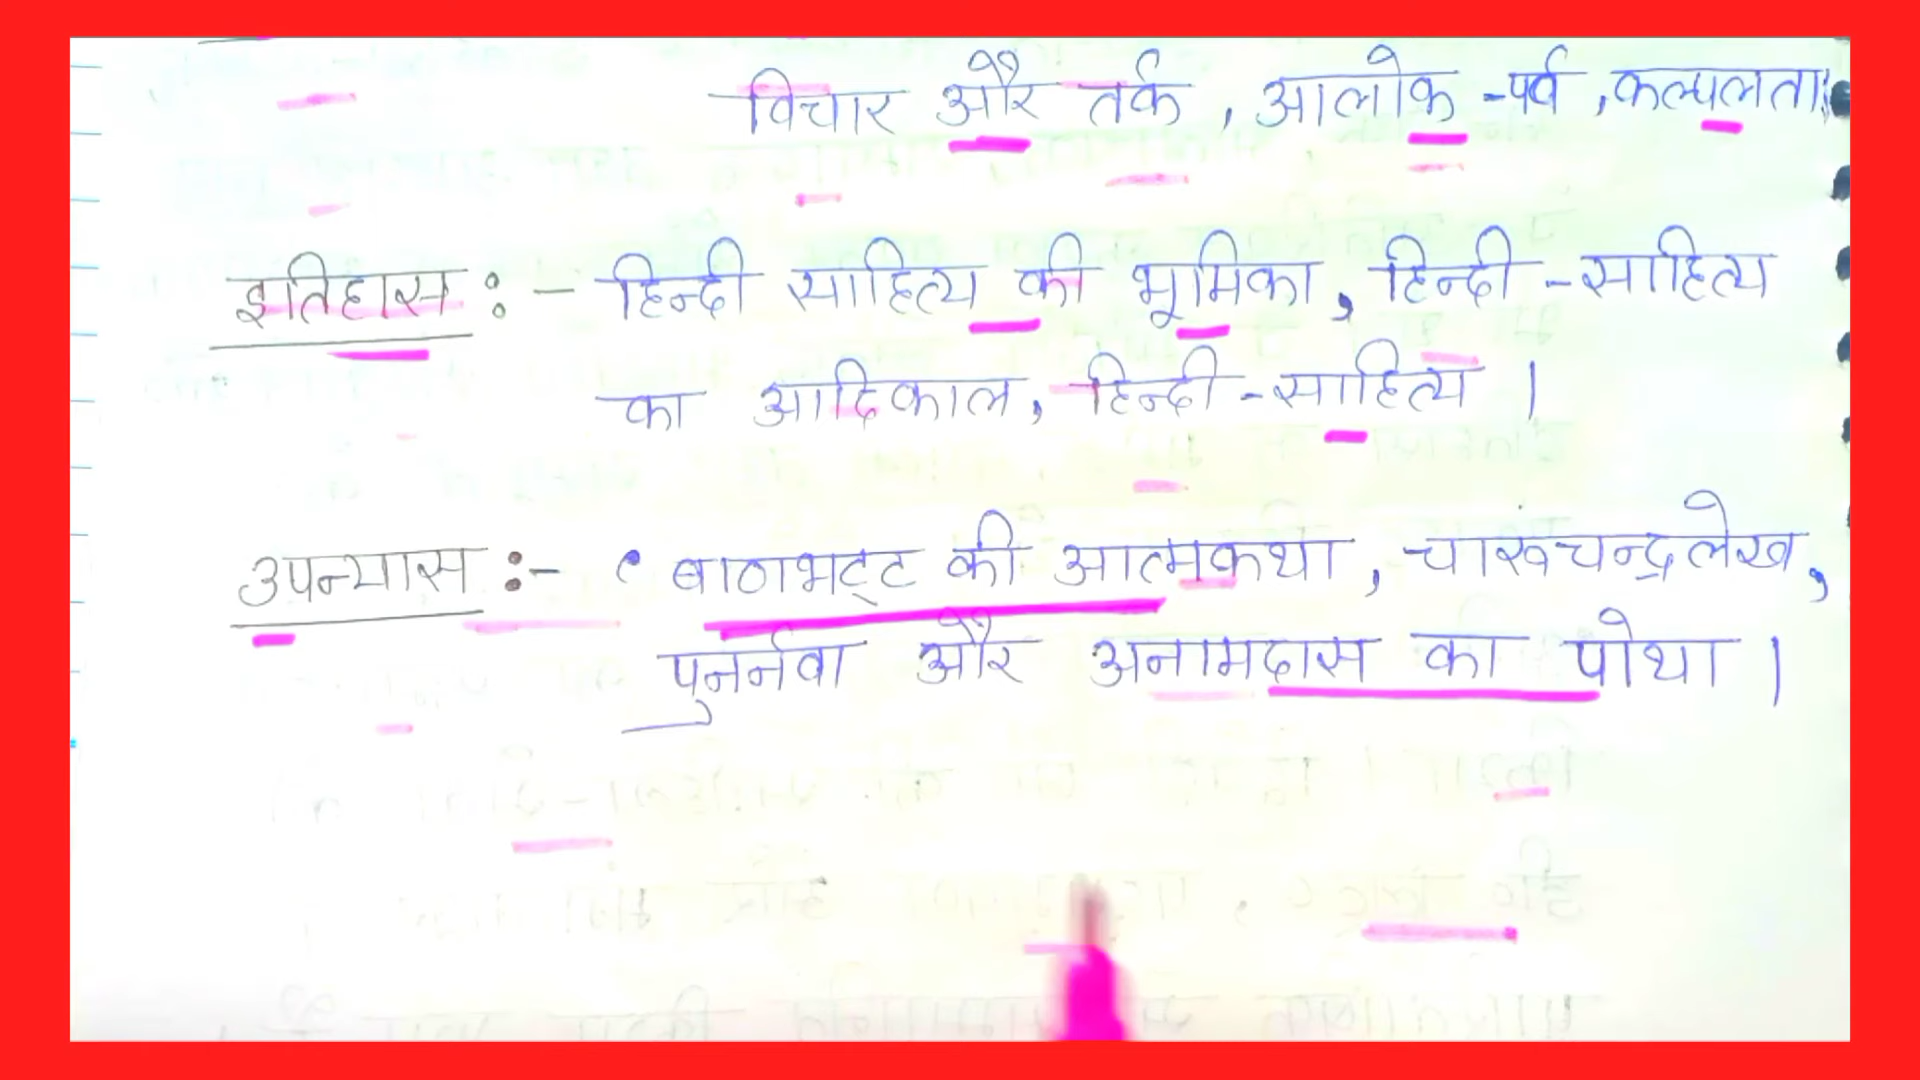 विचार और तर्क , आलोक -पर्व ,कल्पलता।
इतिहास :- हिन्दी साहित्य की भूमिका, हिन्दी -साहित्य
का आदिकाल, हिन्दी-साहित्य ।
उपन्यास :- बाणभट्ट की आत्मकथा, चारुचन्द्रलेख,
पुनर्नवा और अनामदास का पोथा ।